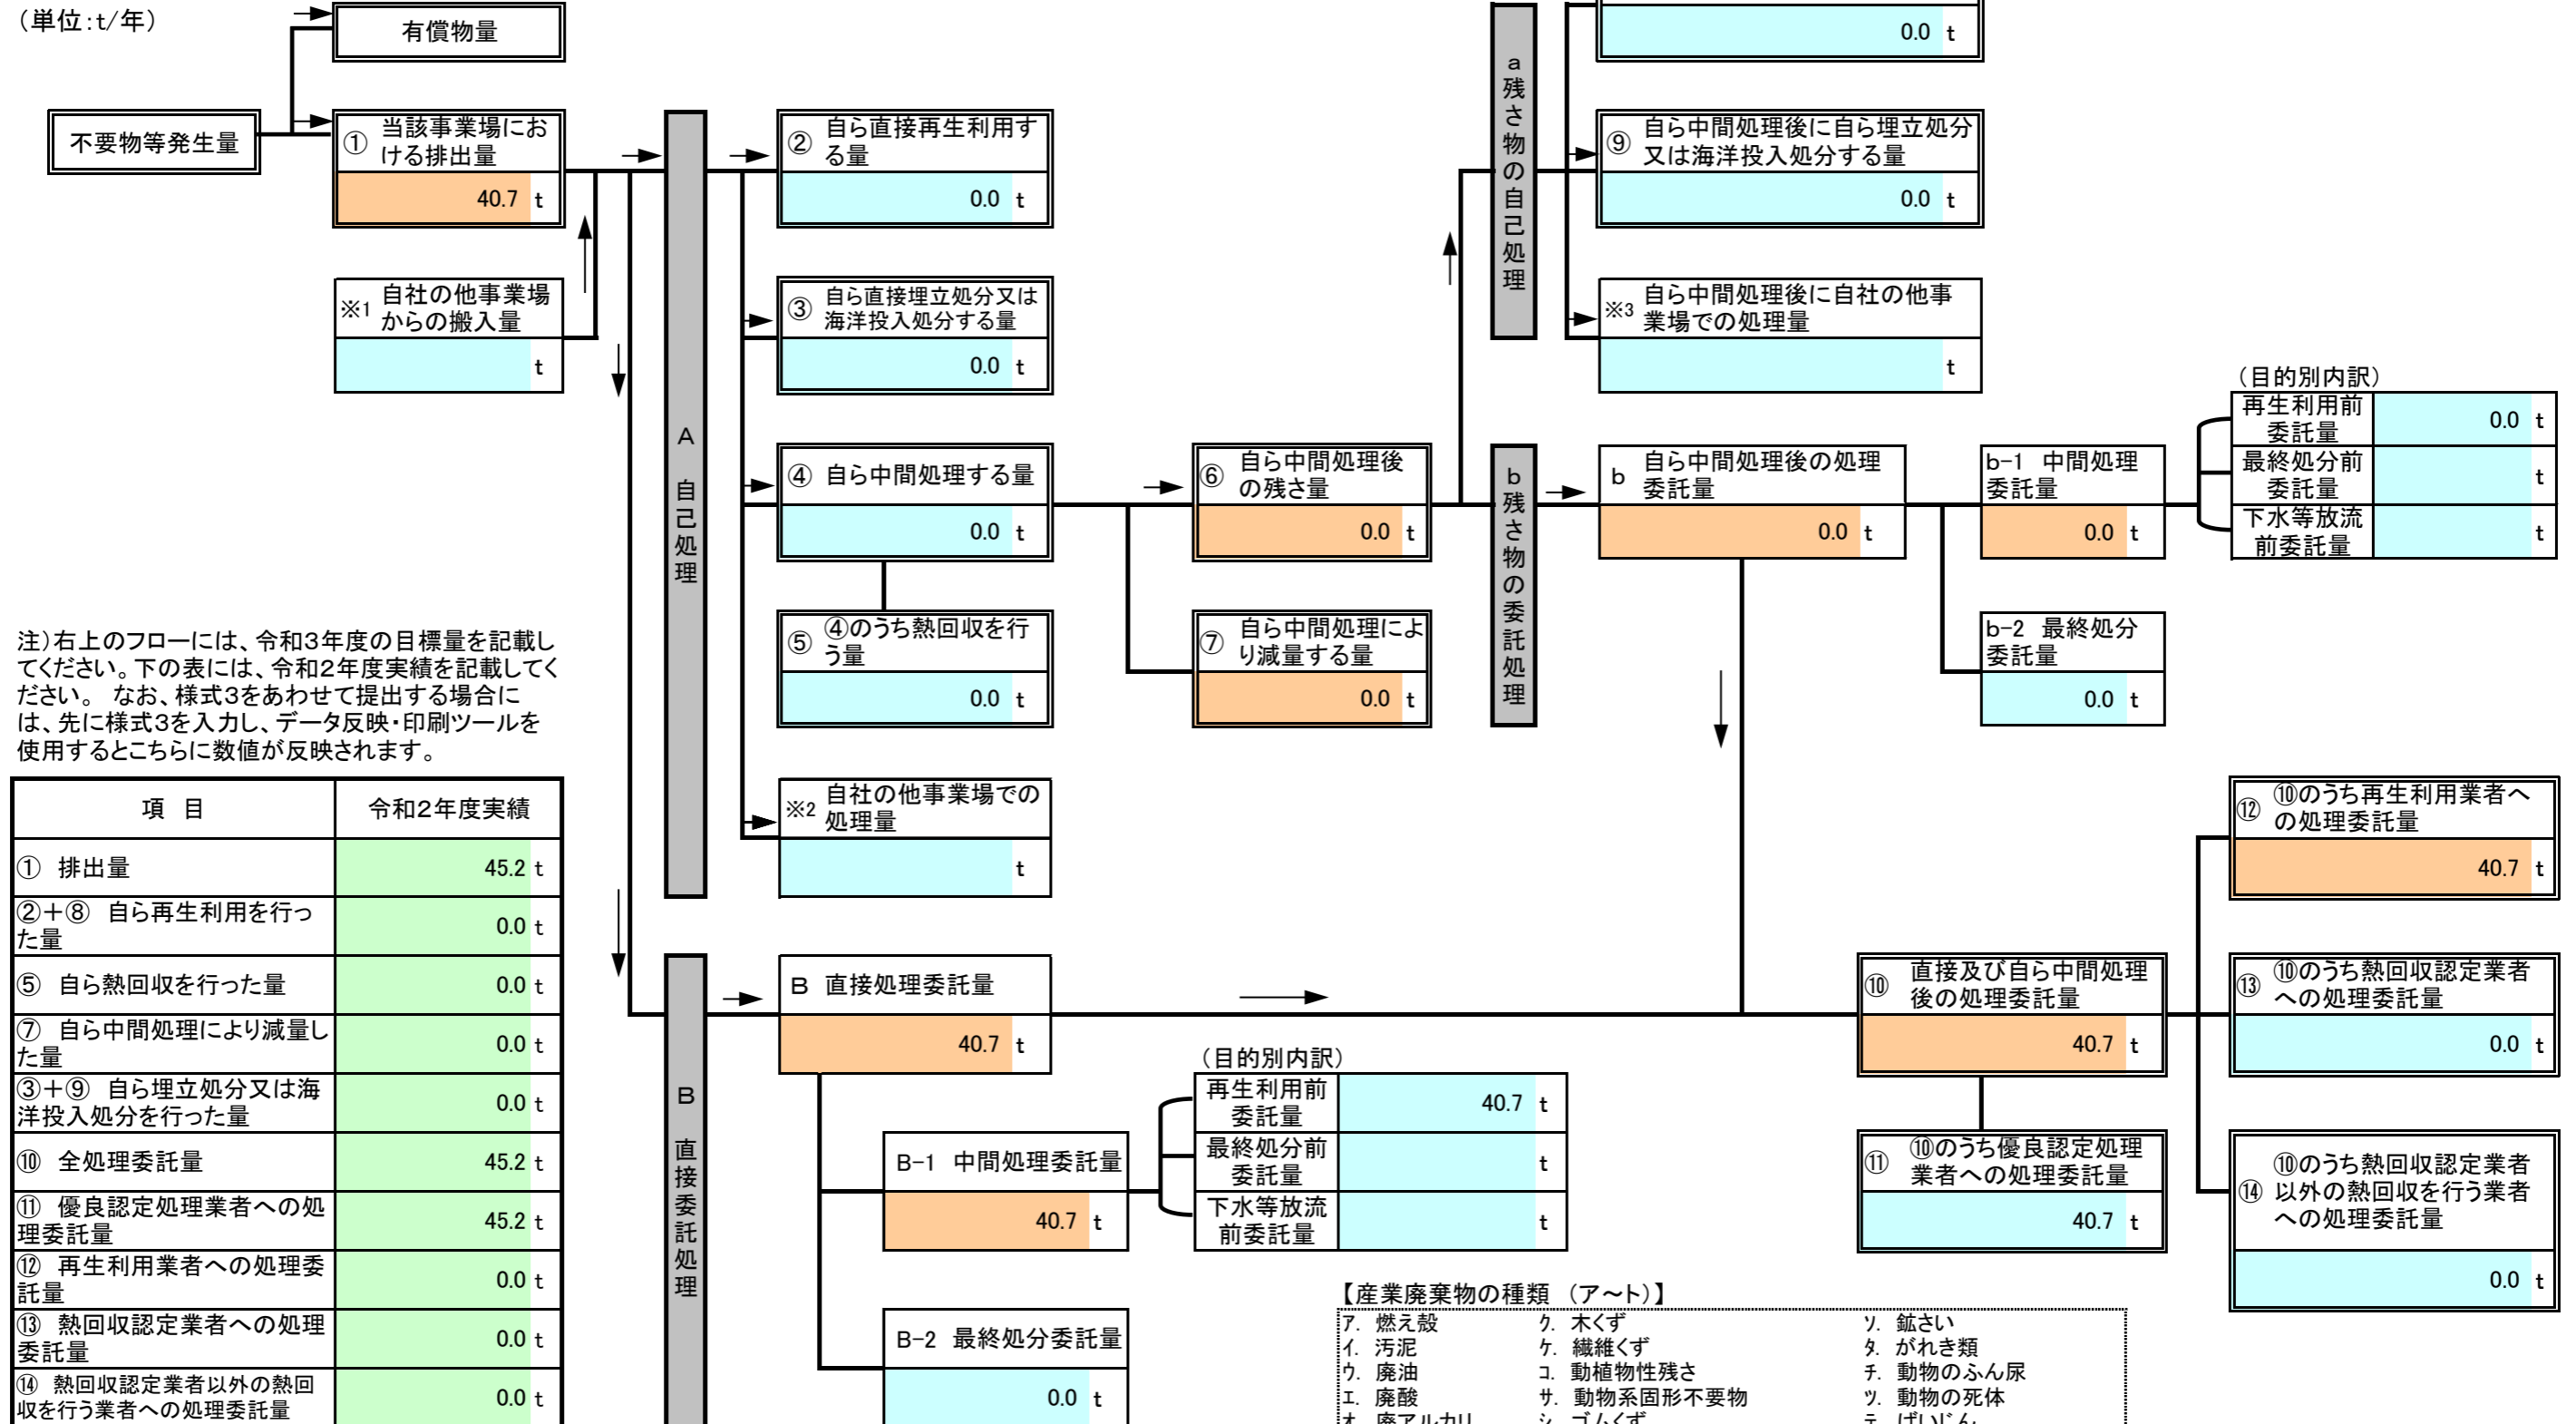 （単位:t/年）
有償物量
不要物等発生量
① 当該事業場にお
ける排出量
40.7 t
※1 自社の他事業場
からの搬入量
t
A 自己処理
② 自ら直接再生利用す
る量
0.0 t
③ 自ら直接埋立処分又は
海洋投入処分する量
0.0 t
④ 自ら中間処理する量
0.0 t
⑤ ④のうち熱回収を行
う量
0.0 t
※2 自社の他事業場での
処理量
t
⑥ 自ら中間処理後
の残さ量
0.0 t
⑦ 自ら中間処理によ
り減量する量
0.0 t
a 残さ物の自己処理
0.0 t
⑨ 自ら中間処理後に自ら埋立処分
又は海洋投入処分する量
0.0 t
※3 自ら中間処理後に自社の他事
業場での処理量
t
b 残さ物の委託処理
b 自ら中間処理後の処理
委託量
0.0 t
b-1 中間処理
委託量
0.0 t
（目的別内訳）
再生利用前
委託量
0.0 t
最終処分前
委託量
t
下水等放流
前委託量
t
b-2 最終処分
委託量
0.0 t
注）右上のフローには、令和３年度の目標量を記載し
てください。下の表には、令和２年度実績を記載してく
ださい。 なお、様式３をあわせて提出する場合に
は、先に様式３を入力し、データ反映・印刷ツールを
使用するとこちらに数値が反映されます。
項 目 令和２年度実績
① 排出量 45.2 t
②＋⑧ 自ら再生利用を行っ
た量 0.0 t
⑤ 自ら熱回収を行った量 0.0 t
⑦ 自ら中間処理により減量し
た量 0.0 t
③＋⑨ 自ら埋立処分又は海
洋投入処分を行った量 0.0 t
⑩ 全処理委託量 45.2 t
⑪ 優良認定処理業者への処
理委託量 45.2 t
⑫ 再生利用業者への処理委
託量 0.0 t
⑬ 熱回収認定業者への処理
委託量 0.0 t
⑭ 熱回収認定業者以外の熱回
収を行う業者への処理委託量 0.0 t
B 直接委託処理
B 直接処理委託量
40.7 t
B-1 中間処理委託量
40.7 t
（目的別内訳）
再生利用前
委託量
40.7 t
最終処分前
委託量
t
下水等放流
前委託量
t
B-2 最終処分委託量
0.0 t
⑩ 直接及び自ら中間処理
後の処理委託量
40.7 t
⑪ ⑩のうち優良認定処理
業者への処理委託量
40.7 t
⑫ ⑩のうち再生利用業者へ
の処理委託量
40.7 t
⑬ ⑩のうち熱回収認定業者
への処理委託量
0.0 t
⑭ ⑩のうち熱回収認定業者
以外の熱回収を行う業者
への処理委託量
0.0 t
【産業廃棄物の種類 （ア～ト）】
ｱ. 燃え殻 ｸ. 木くず ｿ. 鉱さい
ｲ. 汚泥 ｹ. 繊維くず ﾀ. がれき類
ｳ. 廃油 ｺ. 動植物性残さ ﾁ. 動物のふん尿
ｴ. 廃酸 ｻ. 動物系固形不要物 ﾂ. 動物の死体
ｵ. 廃アルカリ ｼ. ゴムくず ﾃ. ばいじん